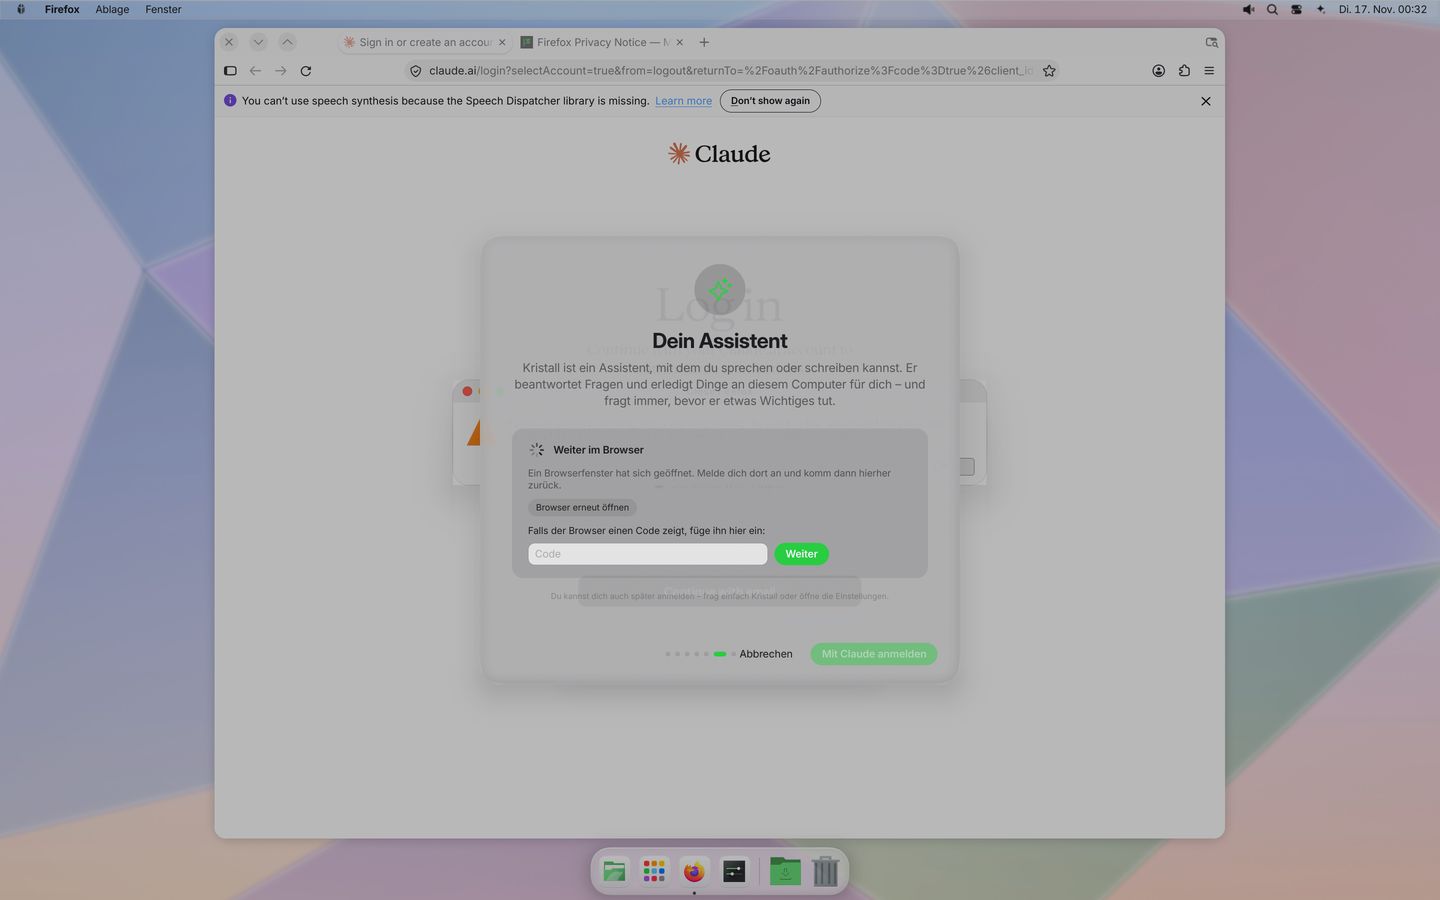 Firefox Ablage Fenster
Di. 17. Nov. 00:32
Sign in or create an accou
Firefox Privacy Notice — M
claude.ai/login?selectAccount=true&from=logout&returnTo=%2Foauth%2Fauthorize%3Fcode%3Dtrue%26client_id
You can't use speech synthesis because the Speech Dispatcher library is missing. Learn more Don't show again
Claude
Log in
Dein Assistent
Kristall ist ein Assistent, mit dem du sprechen oder schreiben kannst. Er
beantwortet Fragen und erledigt Dinge an diesem Computer für dich – und
fragt immer, bevor er etwas Wichtiges tut.
Weiter im Browser
Ein Browserfenster hat sich geöffnet. Melde dich dort an und komm dann hierher
zurück.
Browser erneut öffnen
Falls der Browser einen Code zeigt, füge ihn hier ein:
Code
Weiter
Du kannst dich auch später anmelden – frag einfach Kristall oder öffne die Einstellungen.
Abbrechen
Mit Claude anmelden